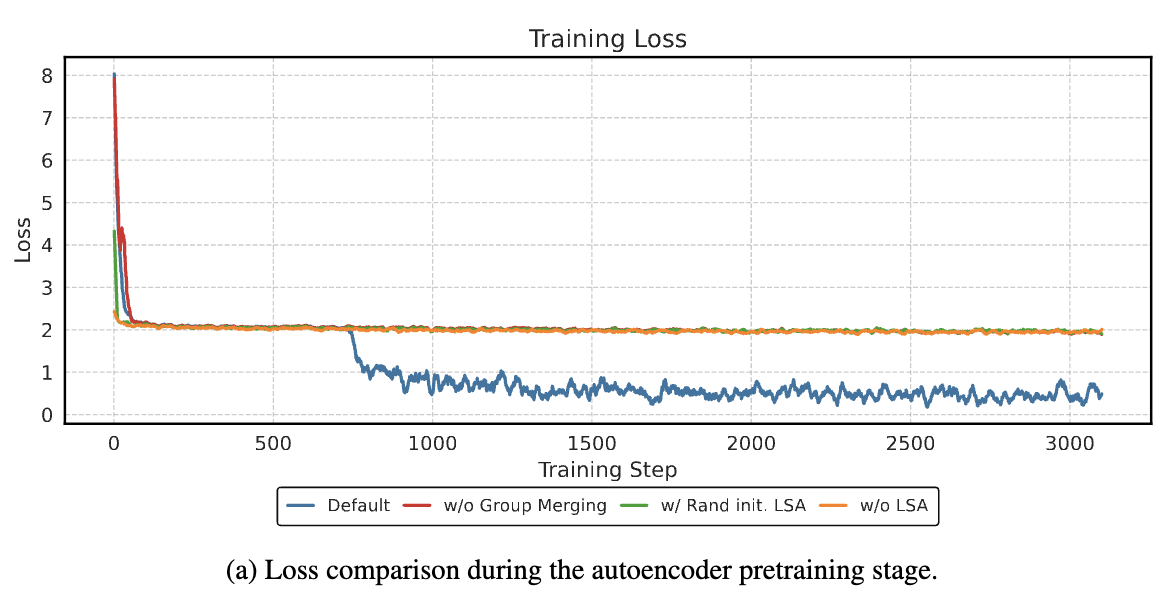 Training Loss
8
7
6
5
4
3
2
1
0
Loss
0 500 1000 1500 2000 2500 3000
Training Step
Default w/o Group Merging w/ Rand init. LSA w/o LSA
(a) Loss comparison during the autoencoder pretraining stage.